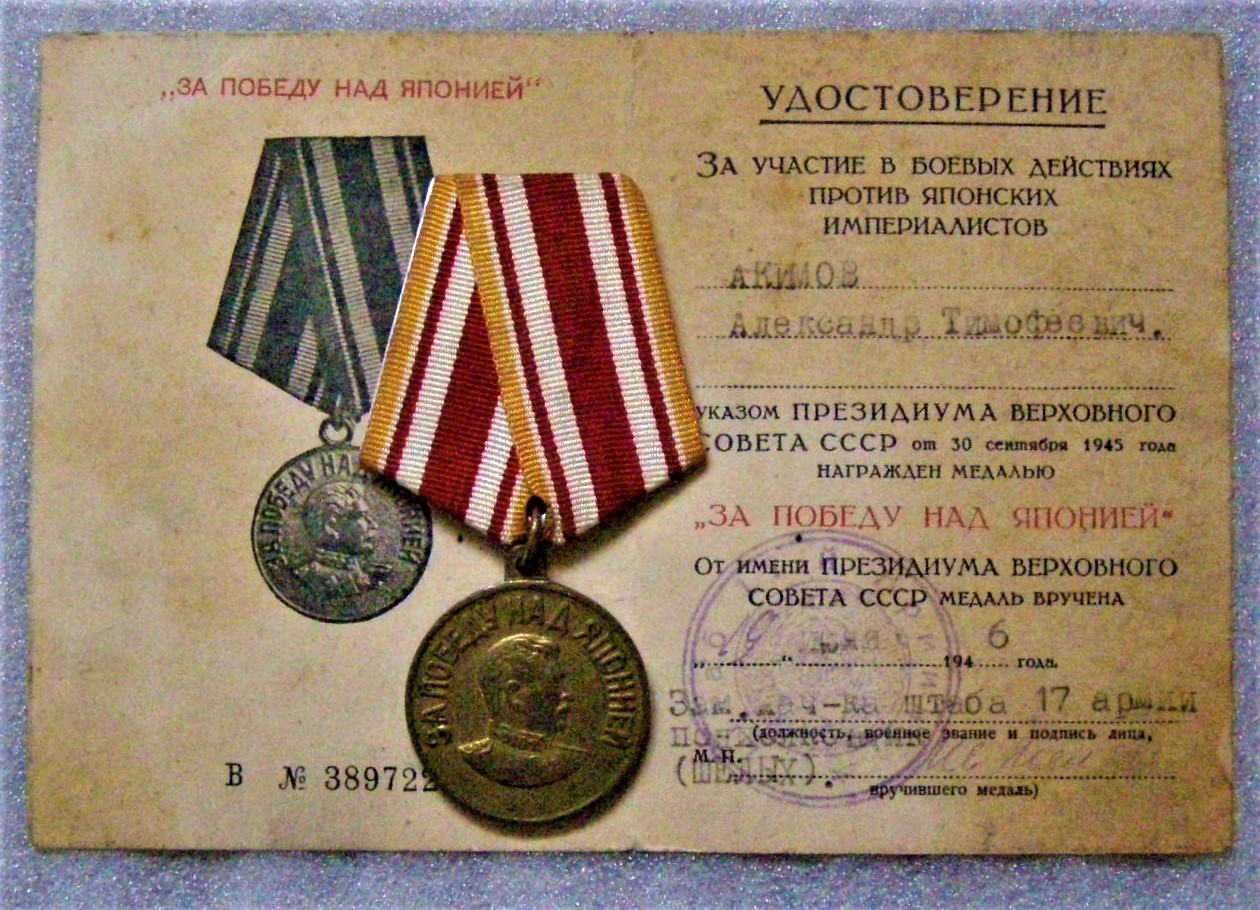 „ЗА ПОБЕДУ НАД ЯПОНИЕЙ“
ЗА ПОБЕДУ НАД ЯПОНИЕЙ
В № 389722
ЗА ПОБЕДУ НАД ЯПОНИЕЙ
УДОСТОВЕРЕНИЕ
ЗА УЧАСТИЕ В БОЕВЫХ ДЕЙСТВИЯХ
ПРОТИВ ЯПОНСКИХ
ИМПЕРИАЛИСТОВ
АКИМОВ
Александр Тимофеевич.
УКАЗОМ ПРЕЗИДИУМА ВЕРХОВНОГО
СОВЕТА СССР от 30 сентября 1945 года
НАГРАЖДЕН МЕДАЛЬЮ
„ЗА ПОБЕДУ НАД ЯПОНИЕЙ“
ОТ ИМЕНИ ПРЕЗИДИУМА ВЕРХОВНОГО
СОВЕТА СССР МЕДАЛЬ ВРУЧЕНА
„ “ 1946 года.
Зам.нач-ка штаба 17 армии
(должность, военное звание и подпись лица,
подполковник
М. П.
(ШЕЛЫХ).
вручившего медаль)